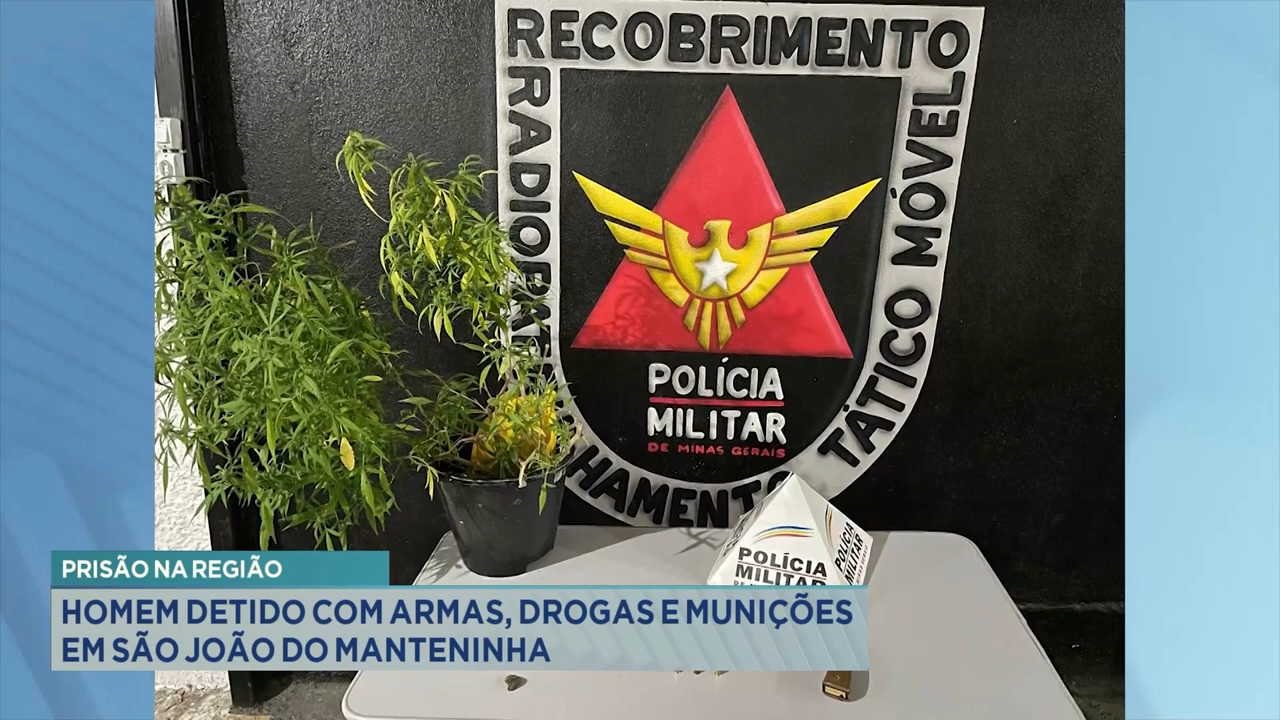 RECOBRIMENTO
TÁTICO MÓVEL
POLÍCIA
MILITAR
DE MINAS GERAIS
POLÍCIA
MILITAR
POLÍCIA
MILITAR
PRISÃO NA REGIÃO
HOMEM DETIDO COM ARMAS, DROGAS E MUNIÇÕES
EM SÃO JOÃO DO MANTENINHA